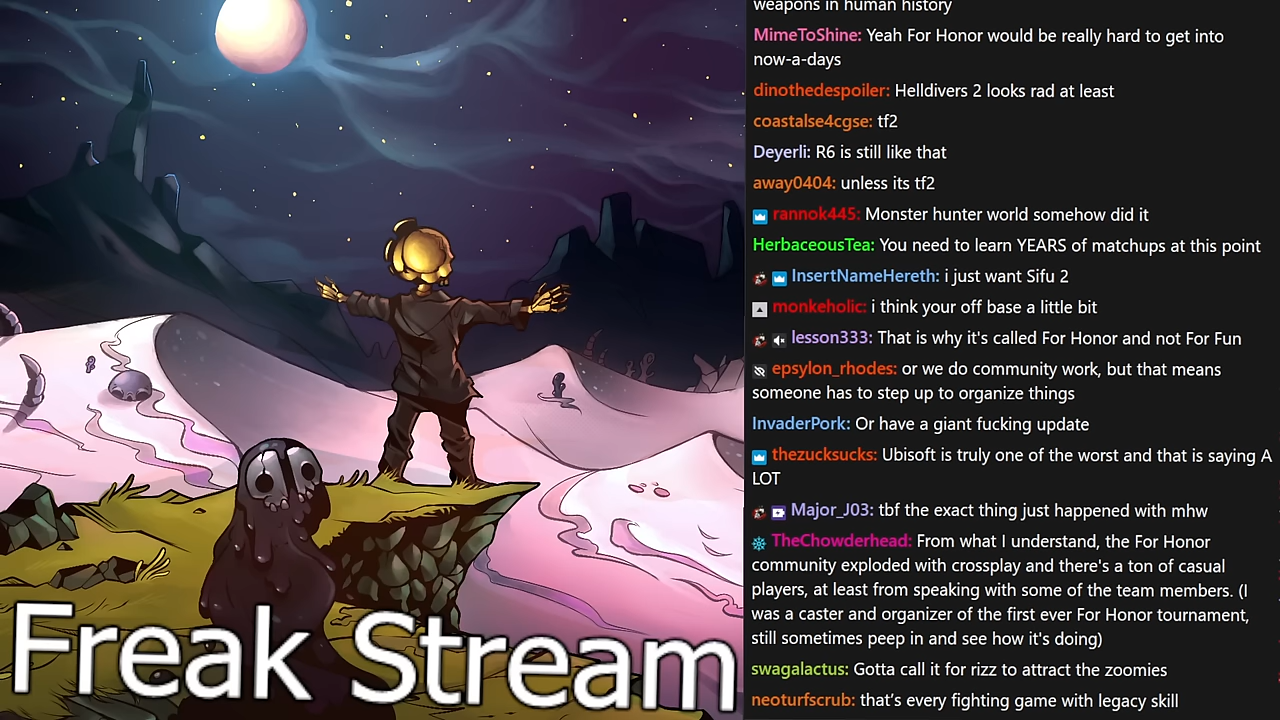 weapons in human history
MimeToShine: Yeah For Honor would be really hard to get into
now-a-days
dinothedespoiler: Helldivers 2 looks rad at least
coastalse4cgse: tf2
Deyerli: R6 is still like that
away0404: unless its tf2
rannok445: Monster hunter world somehow did it
HerbaceousTea: You need to learn YEARS of matchups at this point
InsertNameHereth: i just want Sifu 2
monkeholic: i think your off base a little bit
lesson333: That is why it's called For Honor and not For Fun
epsylon_rhodes: or we do community work, but that means
someone has to step up to organize things
InvaderPork: Or have a giant fucking update
thezucksucks: Ubisoft is truly one of the worst and that is saying A
LOT
Major_J03: tbf the exact thing just happened with mhw
TheChowderhead: From what I understand, the For Honor
community exploded with crossplay and there's a ton of casual
players, at least from speaking with some of the team members. (I
was a caster and organizer of the first ever For Honor tournament,
still sometimes peep in and see how it's doing)
swagalactus: Gotta call it for rizz to attract the zoomies
neoturfscrub: that’s every fighting game with legacy skill
Freak Stream